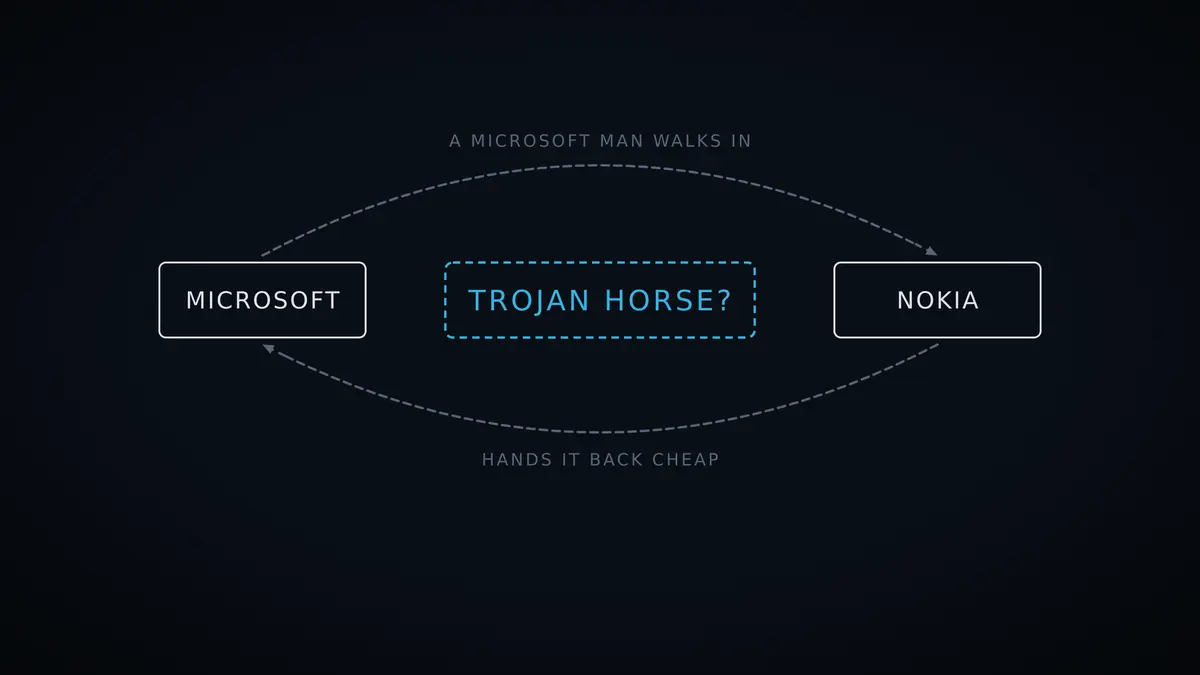 A MICROSOFT MAN WALKS IN
MICROSOFT
TROJAN HORSE?
NOKIA
HANDS IT BACK CHEAP